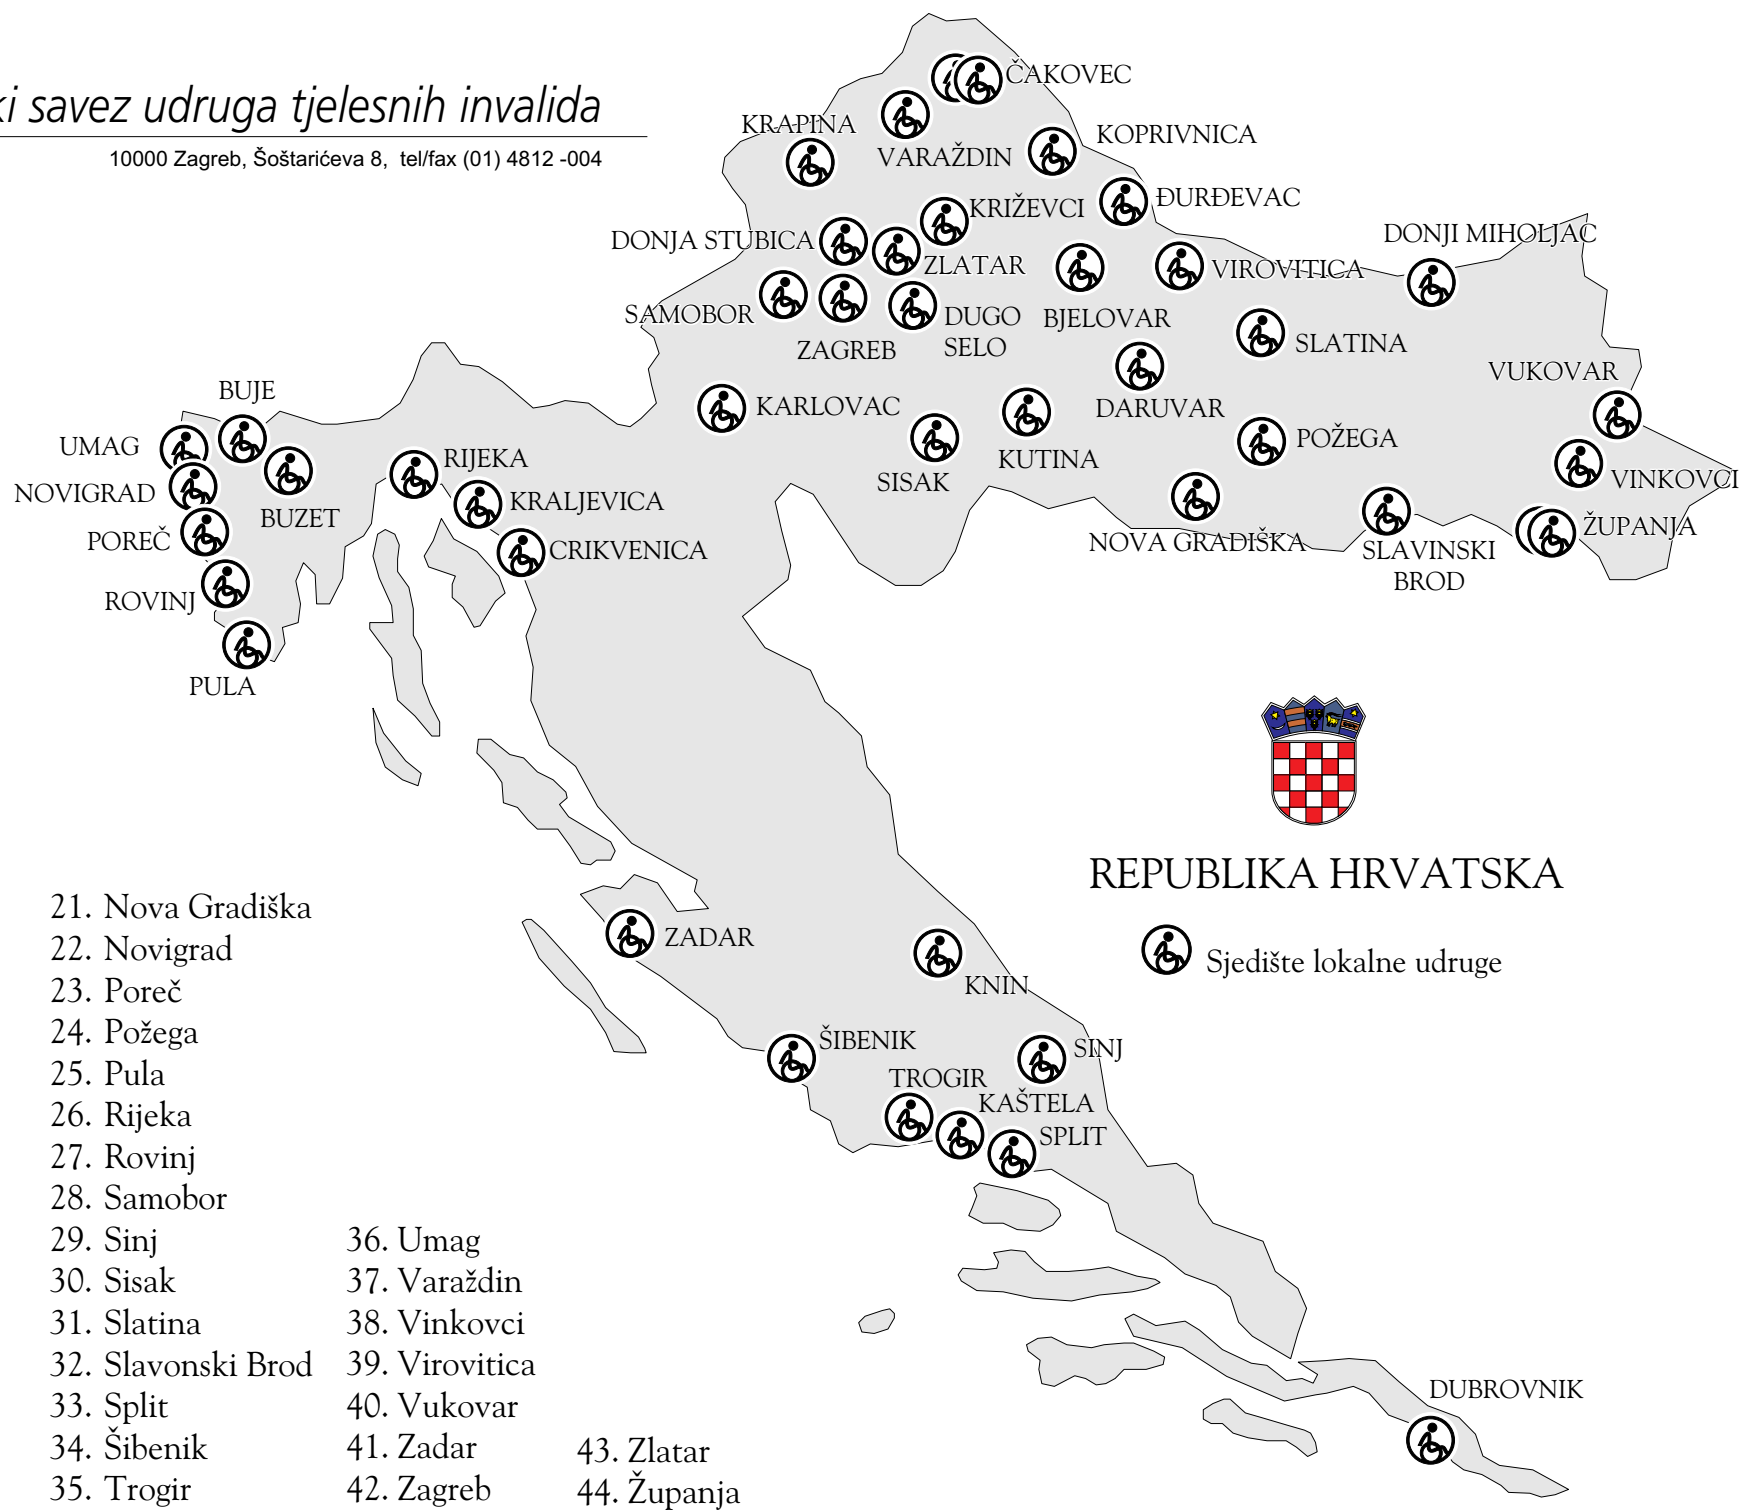 ki savez udruga tjelesnih invalida
10000 Zagreb, Šoštarićeva 8, tel/fax (01) 4812 -004
ČAKOVEC
KRAPINA
VARAŽDIN
KOPRIVNICA
KRIŽEVCI
ĐURĐEVAC
DONJA STUBICA
ZLATAR
DONJI MIHOLJAC
VIROVITICA
SAMOBOR
ZAGREB
DUGO
SELO
BJELOVAR
SLATINA
VUKOVAR
BUJE
KARLOVAC
DARUVAR
UMAG
RIJEKA
SISAK
KUTINA
POŽEGA
VINKOVCI
NOVIGRAD
BUZET
KRALJEVICA
POREČ
CRIKVENICA
NOVA GRADIŠKA
SLAVINSKI
BROD
ŽUPANJA
ROVINJ
PULA
REPUBLIKA HRVATSKA
Sjedište lokalne udruge
ZADAR
KNIN
ŠIBENIK
SINJ
TROGIR
KAŠTELA
SPLIT
DUBROVNIK
21. Nova Gradiška
22. Novigrad
23. Poreč
24. Požega
25. Pula
26. Rijeka
27. Rovinj
28. Samobor
29. Sinj
30. Sisak
31. Slatina
32. Slavonski Brod
33. Split
34. Šibenik
35. Trogir
36. Umag
37. Varaždin
38. Vinkovci
39. Virovitica
40. Vukovar
41. Zadar
42. Zagreb
43. Zlatar
44. Županja